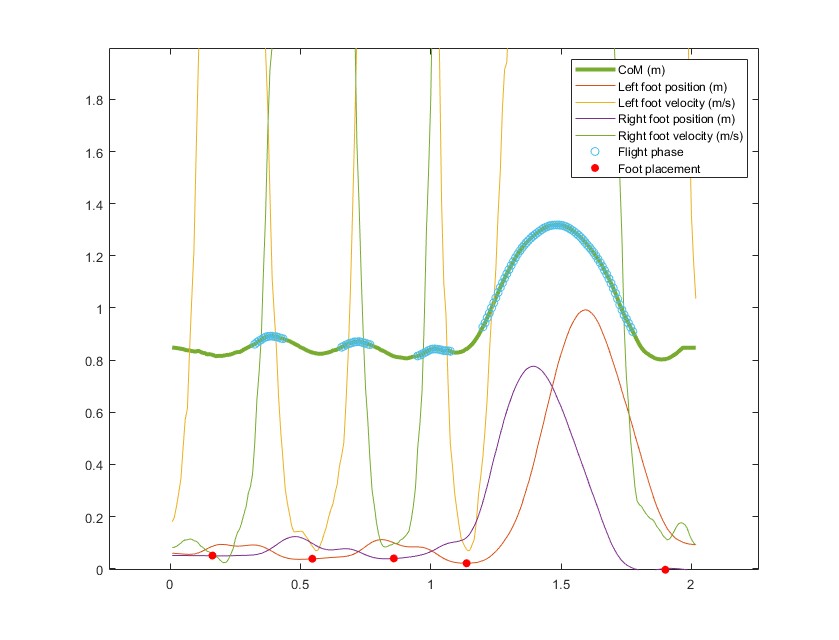 CoM (m)
Left foot position (m)
Left foot velocity (m/s)
Right foot position (m)
Right foot velocity (m/s)
Flight phase
Foot placement
1.8
1.6
1.4
1.2
1
0.8
0.6
0.4
0.2
0
0 0.5 1 1.5 2